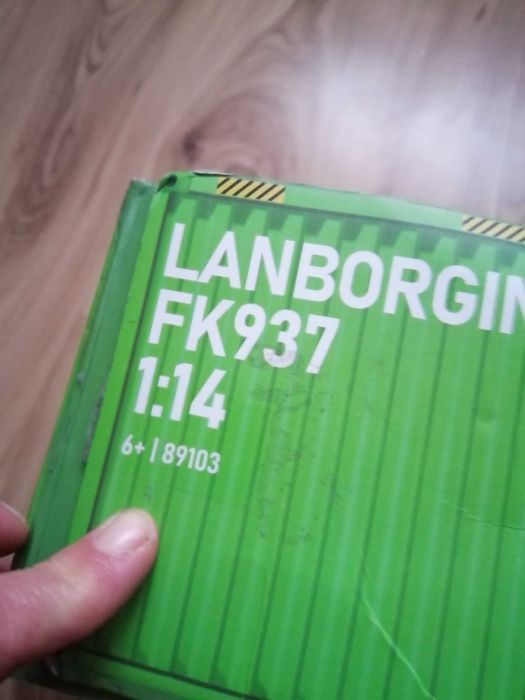 LANBORGIN
FK937
1:14
6+ | 89103